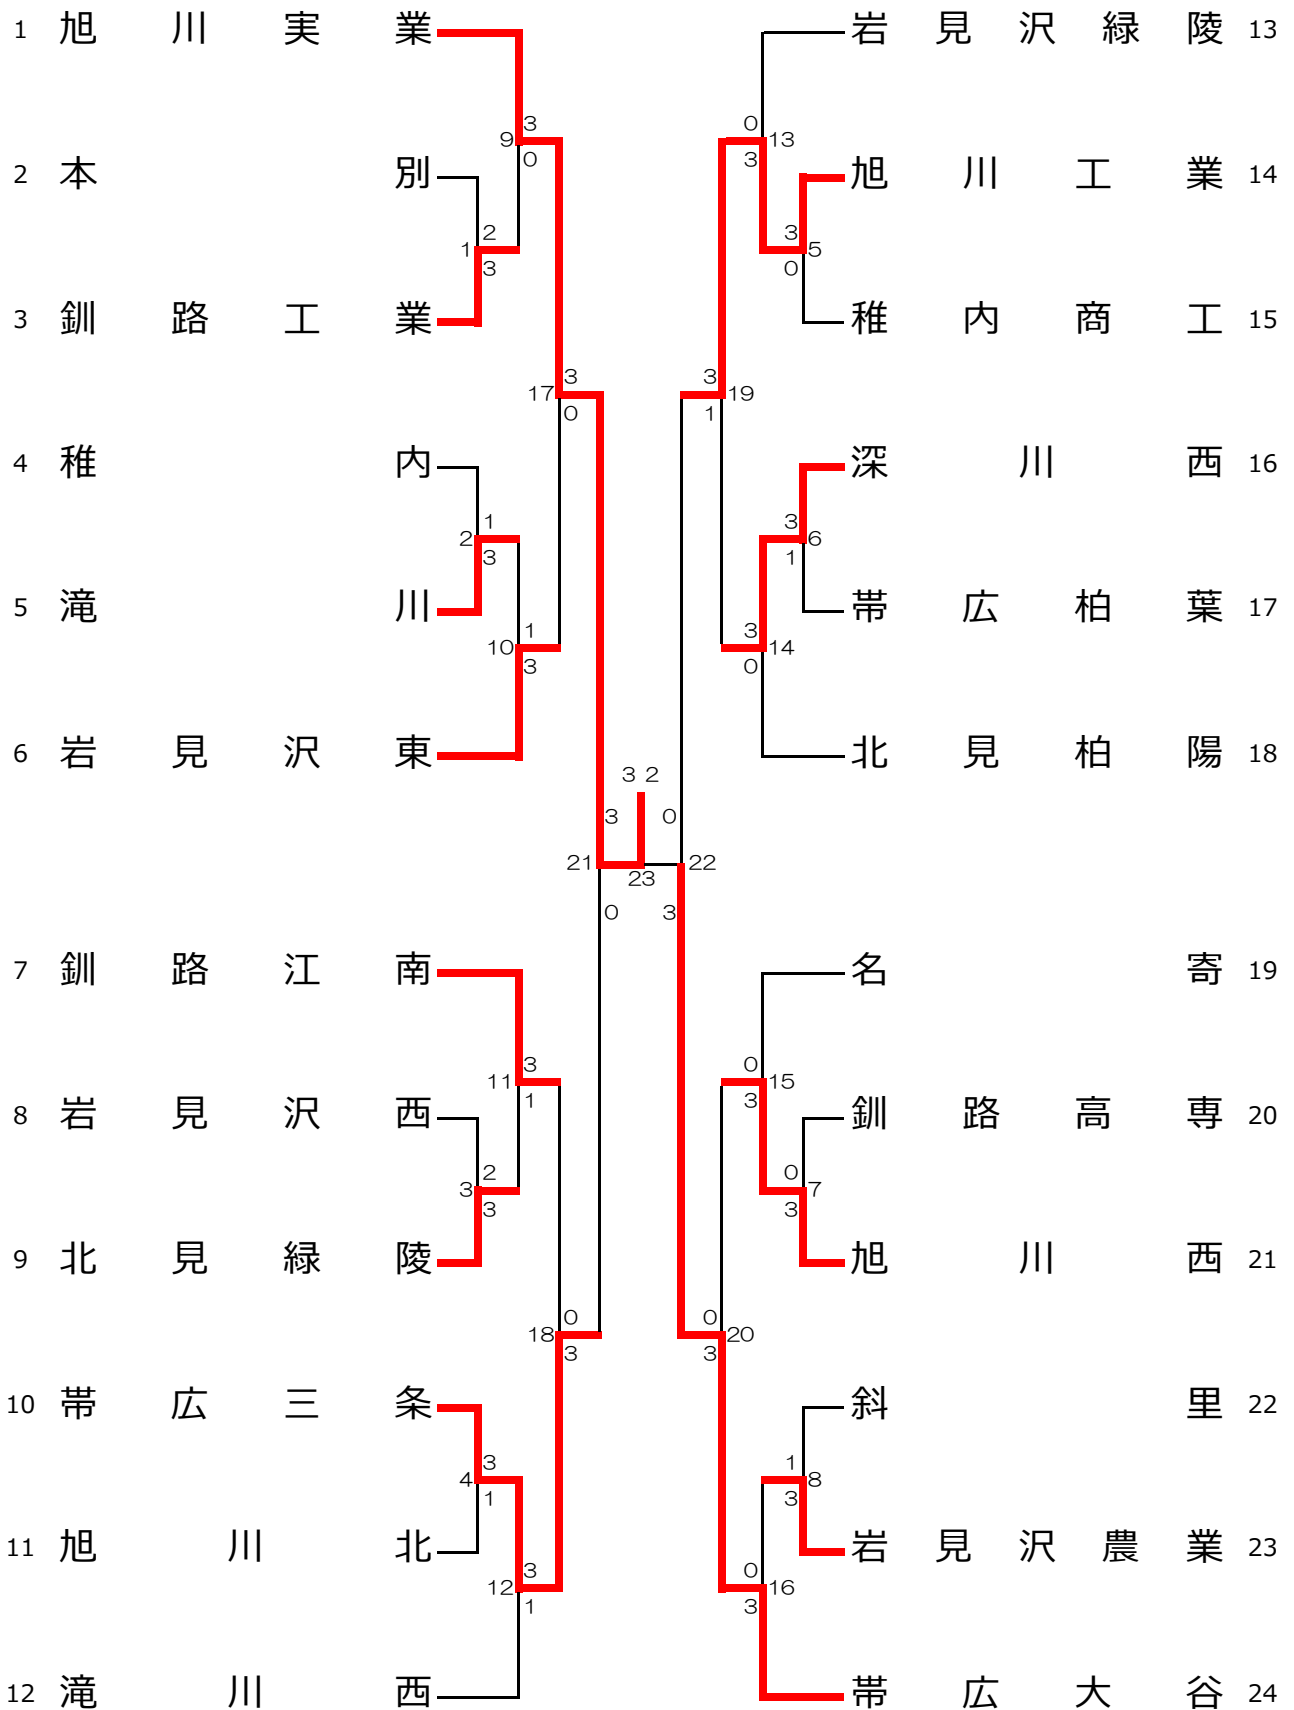 1 旭川実業
岩見沢緑陵 13
3
0
9
13
0
3
2 本別
旭川工業 14
2
3
1
5
3
0
3 釧路工業
稚内商工 15
3
3
17
19
0
1
4 稚内
深川西 16
1
3
2
6
3
1
5 滝川
帯広柏葉 17
1
3
10
14
3
0
6 岩見沢東
北見柏陽 18
3 2
3
0
21
22
23
0
3
7 釧路江南
名寄 19
3
0
11
15
1
3
8 岩見沢西
釧路高専 20
2
0
3
7
3
3
9 北見緑陵
旭川西 21
0
0
18
20
3
3
10 帯広三条
斜里 22
3
1
4
8
1
3
11 旭川北
岩見沢農業 23
3
0
12
16
1
3
12 滝川西
帯広大谷 24